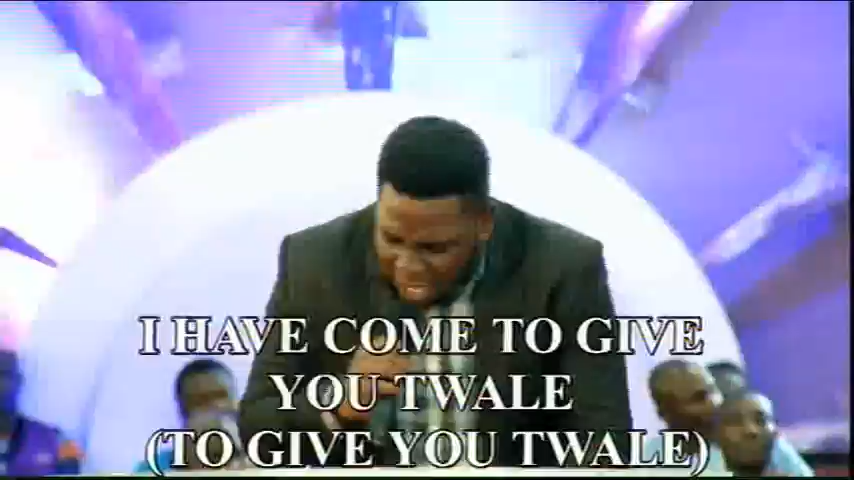 I HAVE COME TO GIVE
YOU TWALE
(TO GIVE YOU TWALE)